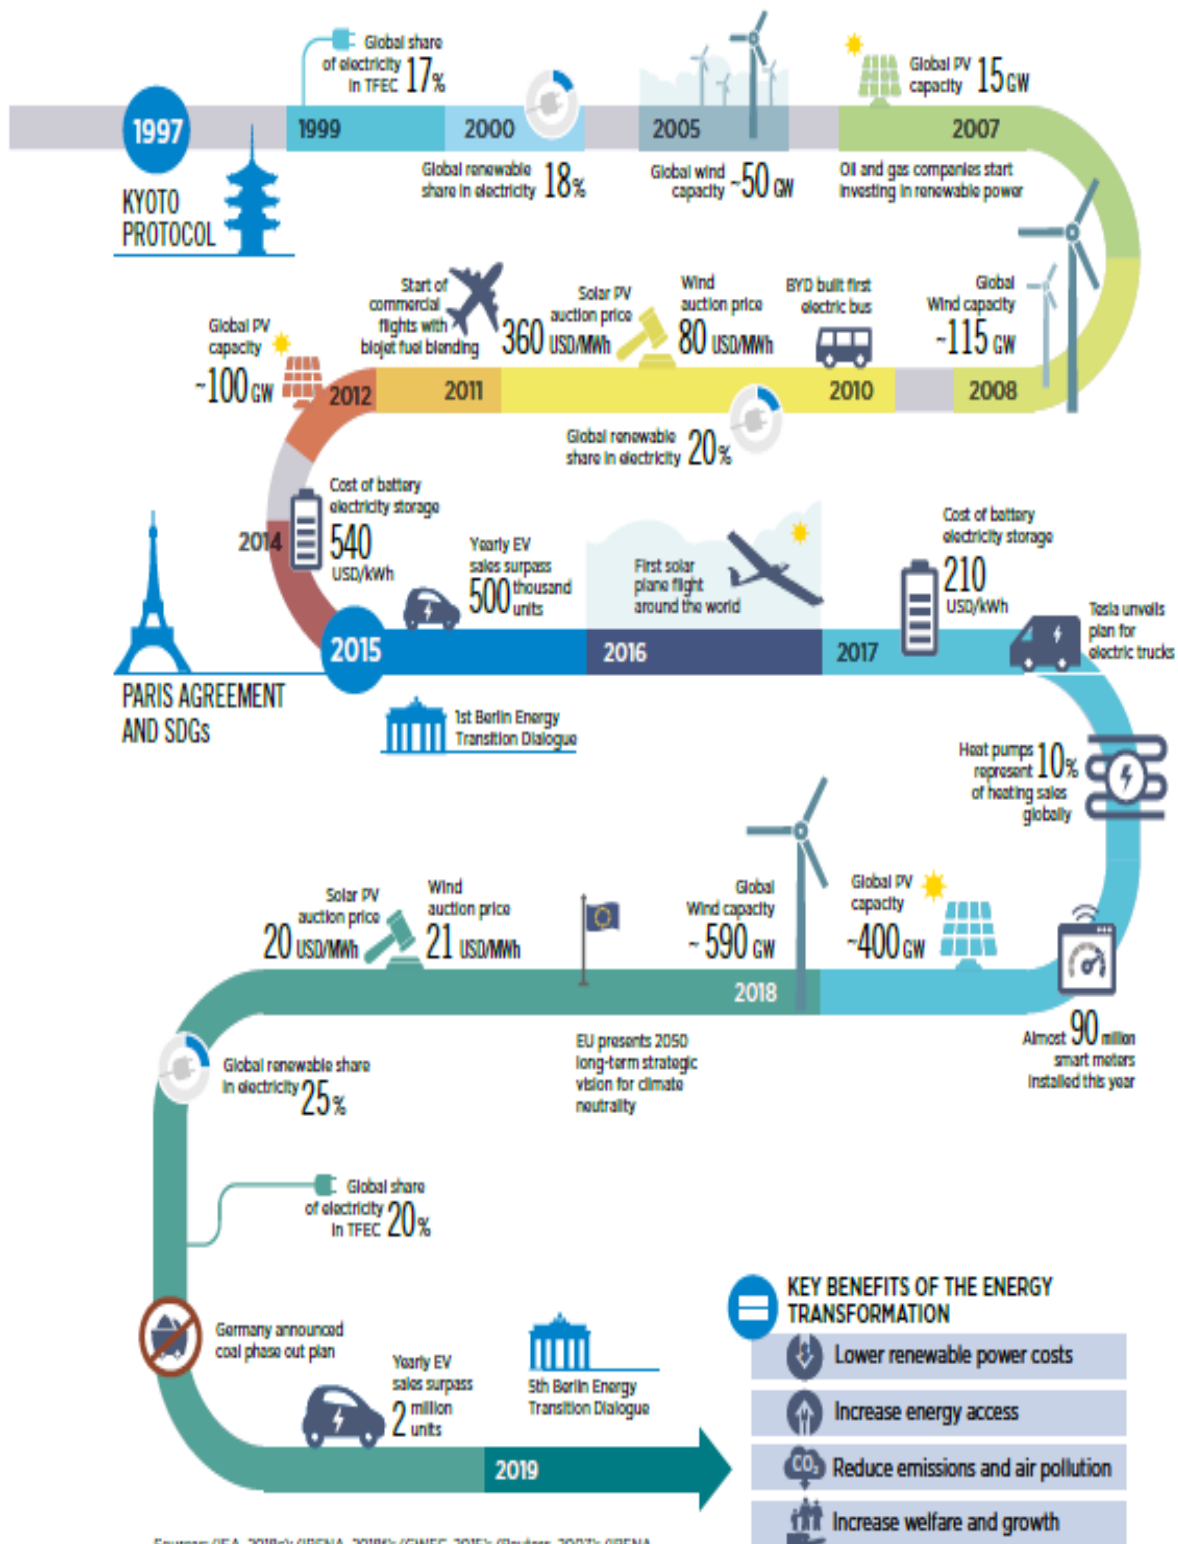 Global share
of electricity
in TFEC 17%
1997
1999
2000
2005
2007
KYOTO
PROTOCOL
Global renewable
share in electricity 18%
Global wind
capacity ~50 GW
Global PV
capacity 15 GW
Oil and gas companies start
investing in renewable power
Global
Wind capacity
~115 GW
2008
BYD built first
electric bus
2010
Wind
auction price
80 USD/MWh
Solar PV
auction price
360 USD/MWh
Global renewable
share in electricity 20%
Start of
commercial
flights with
biojet fuel blending
2011
Global PV
capacity
~100 GW
2012
2014
Cost of battery
electricity storage
540
USD/kWh
2015
PARIS AGREEMENT
AND SDGs
Yearly EV
sales surpass
500 thousand
units
1st Berlin Energy
Transition Dialogue
First solar
plane flight
around the world
2016
2017
Cost of battery
electricity storage
210
USD/kWh
Tesla unveils
plan for
electric trucks
Heat pumps
represent 10%
of heating sales
globally
Almost 90 million
smart meters
installed this year
Global PV
capacity
~400 GW
Global
Wind capacity
~ 590 GW
2018
EU presents 2050
long-term strategic
vision for climate
neutrality
Wind
auction price
21 USD/MWh
Solar PV
auction price
20 USD/MWh
Global renewable share
in electricity 25%
Global share
of electricity
in TFEC 20%
Germany announced
coal phase out plan
Yearly EV
sales surpass
2 million
units
5th Berlin Energy
Transition Dialogue
2019
KEY BENEFITS OF THE ENERGY
TRANSFORMATION
Lower renewable power costs
Increase energy access
CO₂
Reduce emissions and air pollution
Increase welfare and growth